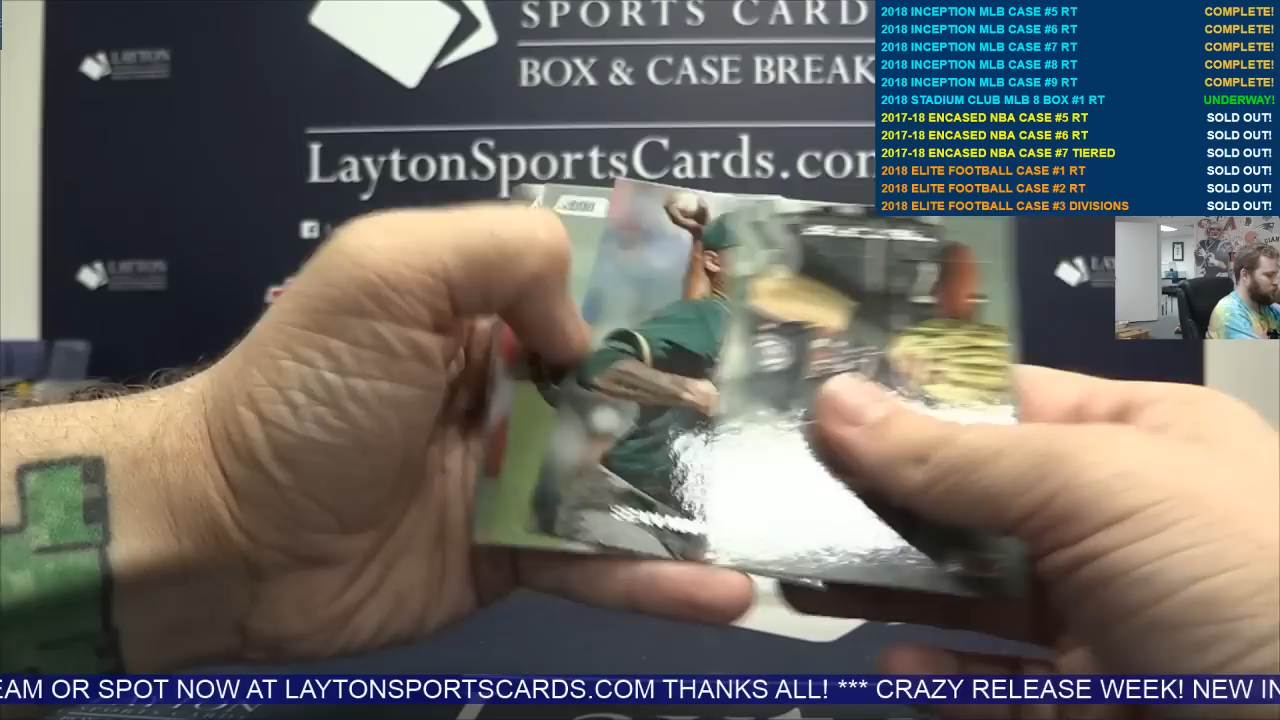 SPORTS CARD
BOX & CASE BREAK
LaytonSportsCards.com
LAYTON
LAYTON
2018 INCEPTION MLB CASE #5 RT COMPLETE!
2018 INCEPTION MLB CASE #6 RT COMPLETE!
2018 INCEPTION MLB CASE #7 RT COMPLETE!
2018 INCEPTION MLB CASE #8 RT COMPLETE!
2018 INCEPTION MLB CASE #9 RT COMPLETE!
2018 STADIUM CLUB MLB 8 BOX #1 RT UNDERWAY!
2017-18 ENCASED NBA CASE #5 RT SOLD OUT!
2017-18 ENCASED NBA CASE #6 RT SOLD OUT!
2017-18 ENCASED NBA CASE #7 TIERED SOLD OUT!
2018 ELITE FOOTBALL CASE #1 RT SOLD OUT!
2018 ELITE FOOTBALL CASE #2 RT SOLD OUT!
2018 ELITE FOOTBALL CASE #3 DIVISIONS SOLD OUT!
EAM OR SPOT NOW AT LAYTONSPORTSCARDS.COM THANKS ALL! *** CRAZY RELEASE WEEK! NEW IN